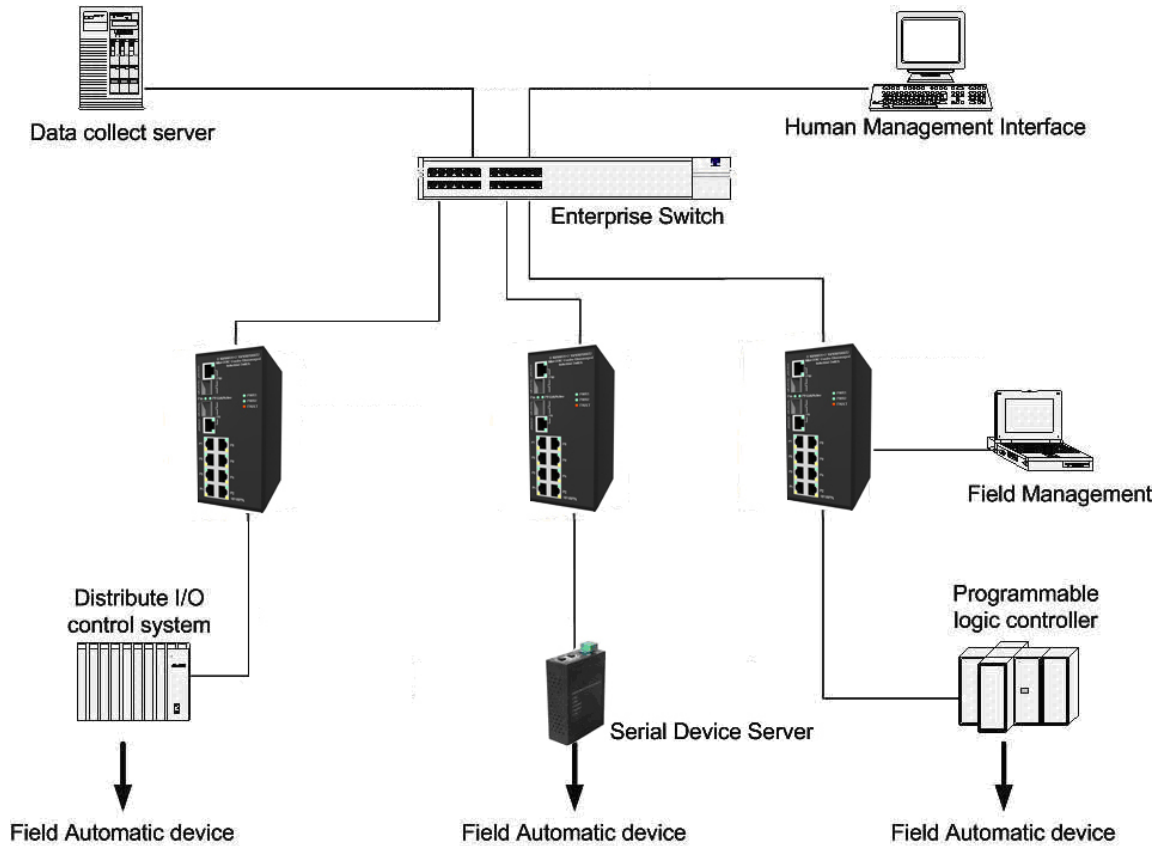 Data collect server
Human Management Interface
Enterprise Switch
Field Management
Distribute I/O
control system
Programmable
logic controller
Serial Device Server
Field Automatic device
Field Automatic device
Field Automatic device